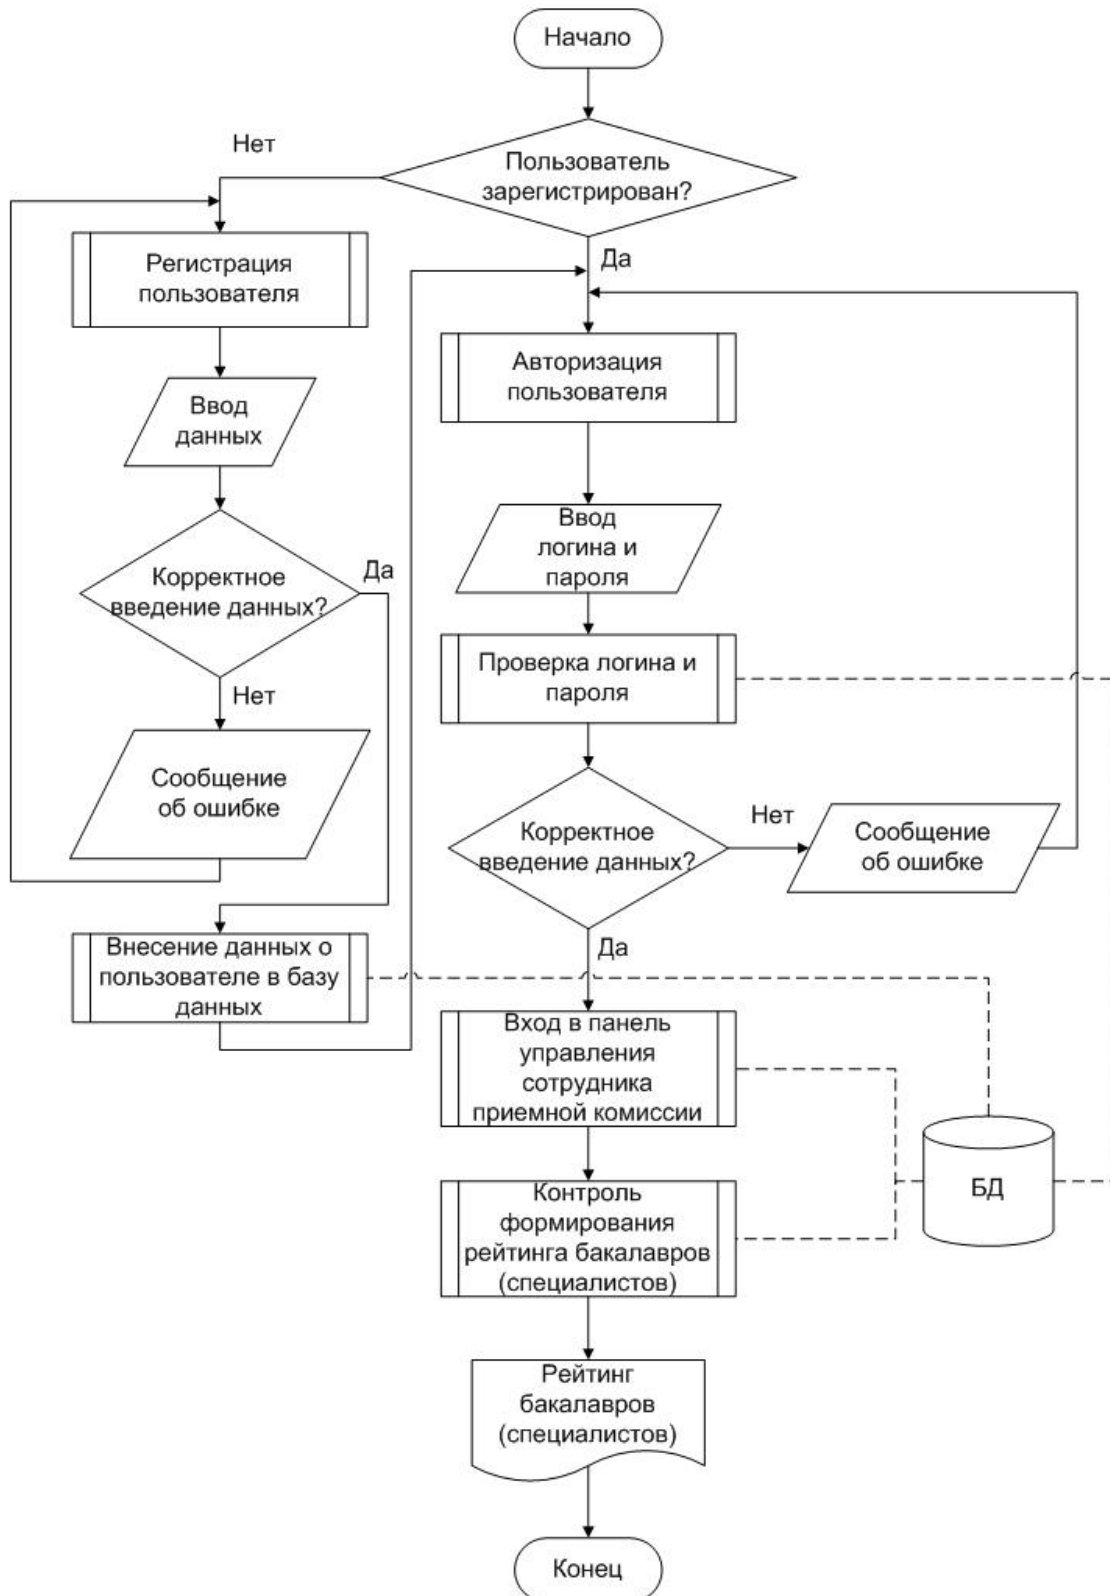 Начало
Нет
Пользователь
зарегистрирован?
Да
Регистрация
пользователя
Ввод
данных
Корректное
введение данных?
Да
Нет
Сообщение
об ошибке
Внесение данных о
пользователе в базу
данных
Авторизация
пользователя
Ввод
логина и
пароля
Проверка логина и
пароля
Корректное
введение данных?
Нет
Сообщение
об ошибке
Да
Вход в панель
управления
сотрудника
приемной комиссии
БД
Контроль
формирования
рейтинга бакалавров
(специалистов)
Рейтинг
бакалавров
(специалистов)
Конец